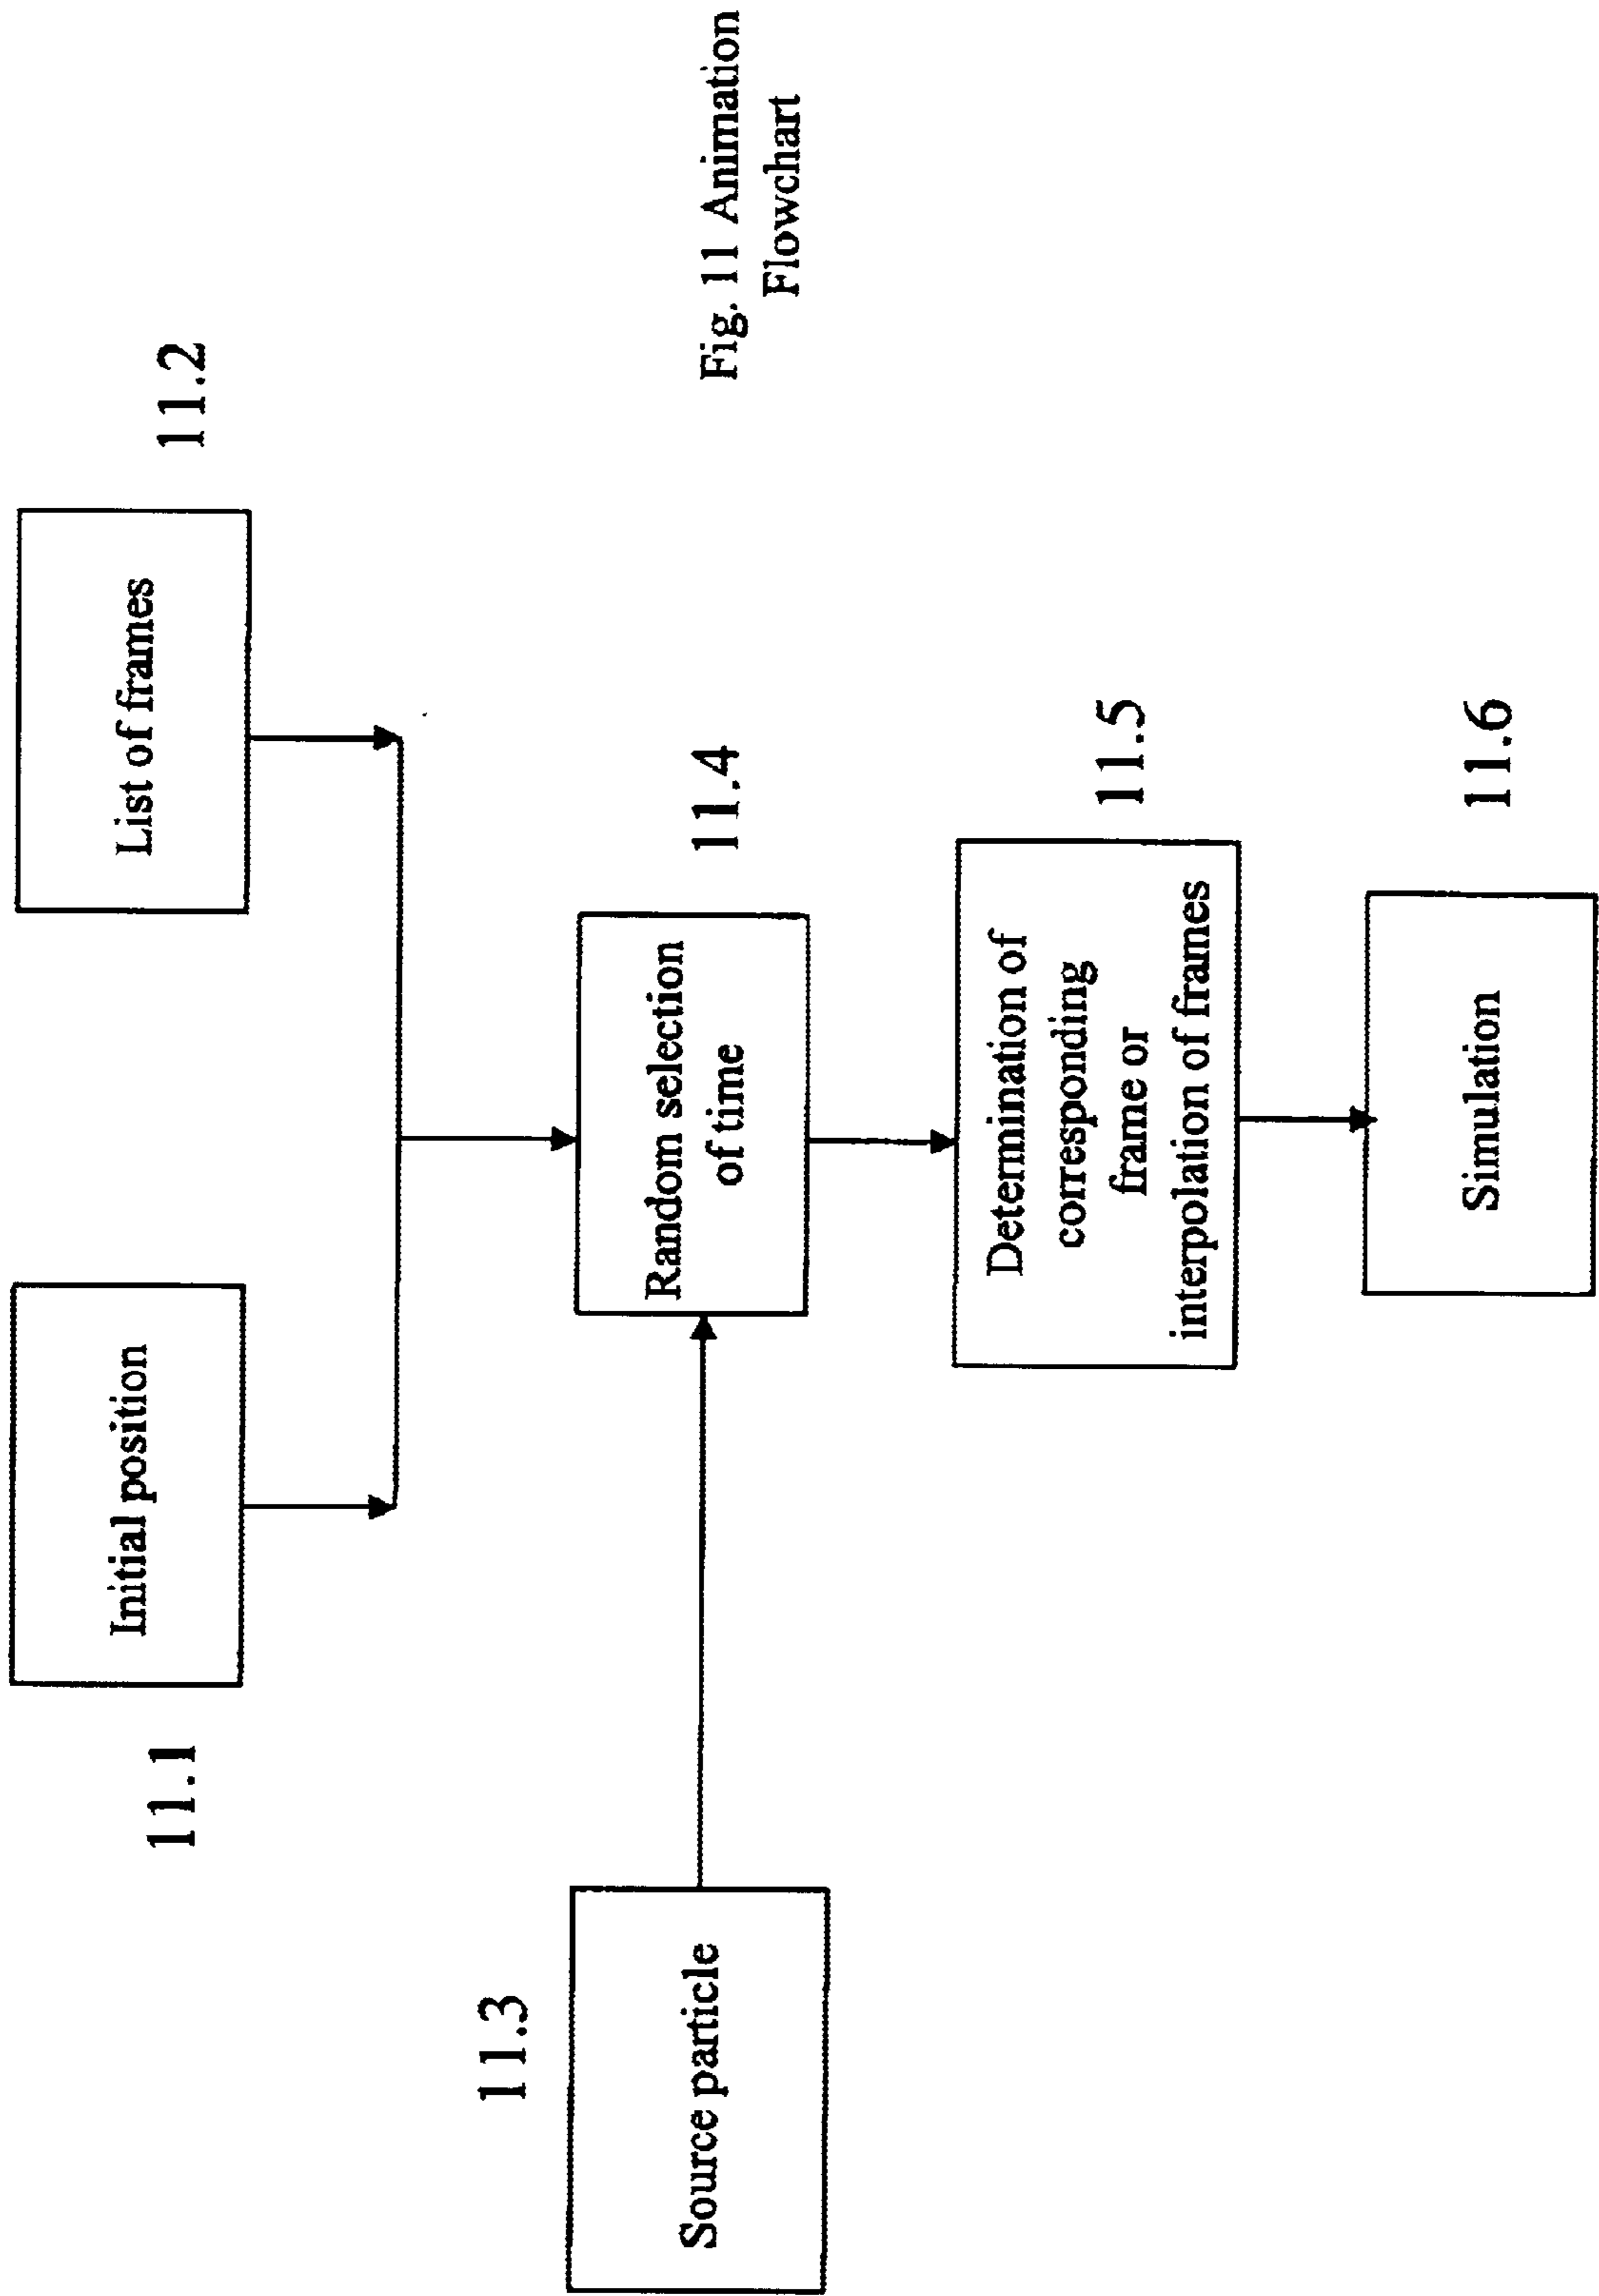 11.1
Initial position
List of frames
11.2
11.3
Source particle
Random selection
of time
11.4
Determination of
corresponding
frame or
interpolation of frames
11.5
Simulation
11.6
Fig. 11 Animation
Flowchart